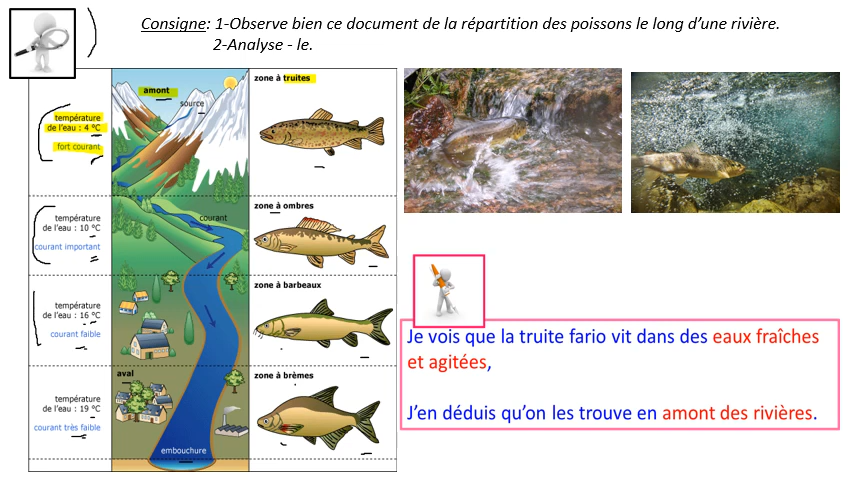 Consigne: 1-Observe bien ce document de la répartition des poissons le long d'une rivière.
2-Analyse - le.
température
de l'eau : 4 °C
fort courant
amont
source
zone à truites
température
de l'eau : 10 °C
courant important
courant
zone à ombres
température
de l'eau : 16 °C
courant faible
zone à barbeaux
température
de l'eau : 19 °C
courant très faible
aval
embouchure
zone à brèmes
Je vois que la truite fario vit dans des eaux fraîches
et agitées,
J'en déduis qu'on les trouve en amont des rivières.